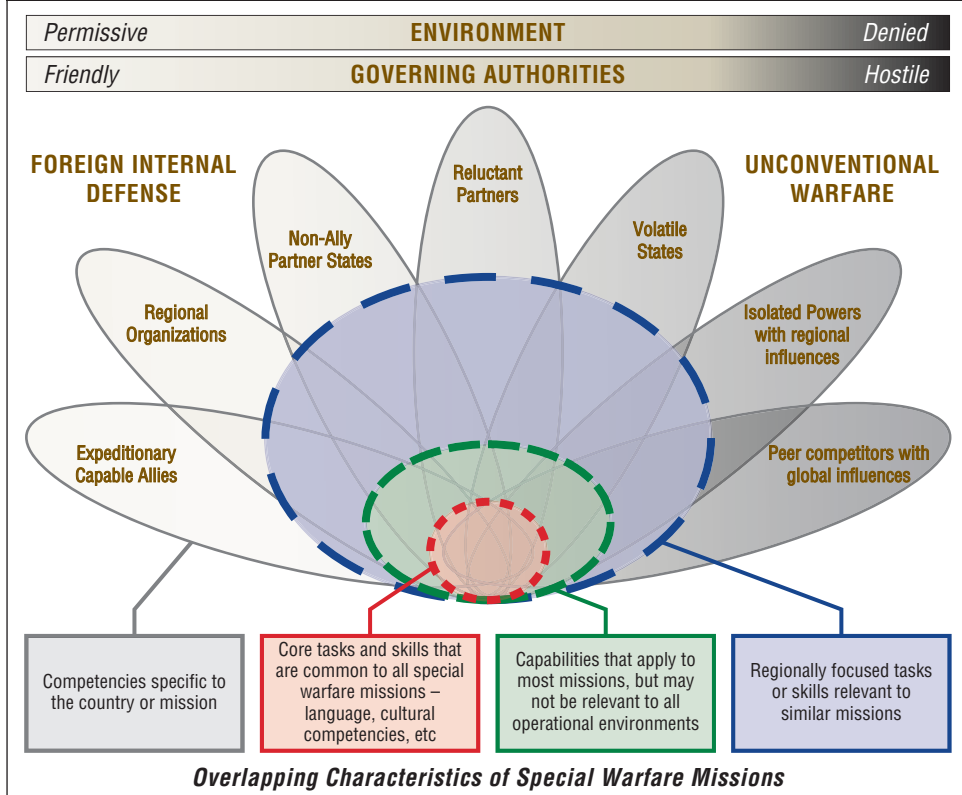 Permissive ENVIRONMENT Denied
Friendly GOVERNING AUTHORITIES Hostile
FOREIGN INTERNAL
DEFENSE
UNCONVENTIONAL
WARFARE
Reluctant
Partners
Non-Ally
Partner States
Volatile
States
Regional
Organizations
Isolated Powers
with regional
influences
Expeditionary
Capable Allies
Peer competitors with
global influences
Competencies specific to
the country or mission
Core tasks and skills that
are common to all special
warfare missions –
language, cultural
competencies, etc
Capabilities that apply to
most missions, but may
not be relevant to all
operational environments
Regionally focused tasks
or skills relevant to
similar missions
Overlapping Characteristics of Special Warfare Missions